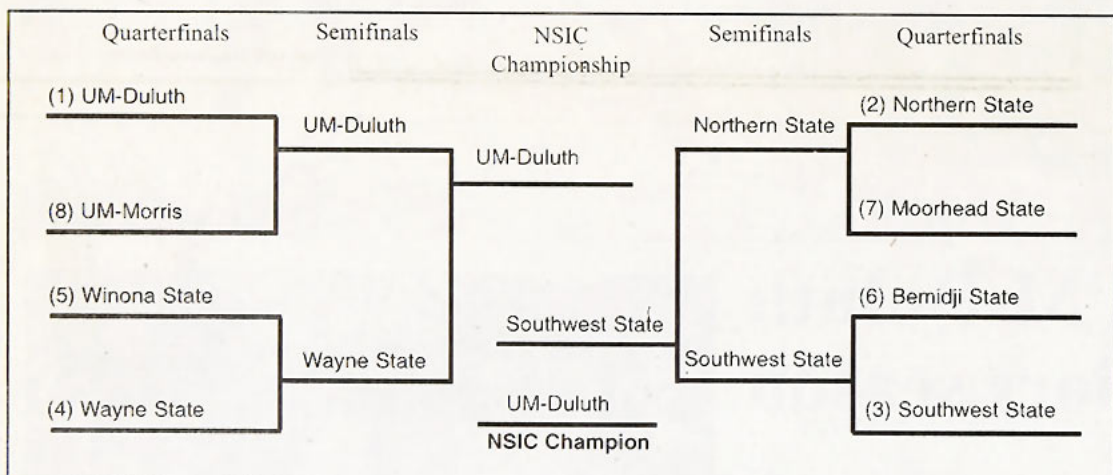 Quarterfinals Semifinals NSIC Championship Semifinals Quarterfinals
(1) UM-Duluth
UM-Duluth
(8) UM-Morris
(5) Winona State
Wayne State
(4) Wayne State
UM-Duluth
Southwest State
UM-Duluth
NSIC Champion
Northern State
Southwest State
(2) Northern State
(7) Moorhead State
(6) Bemidji State
(3) Southwest State